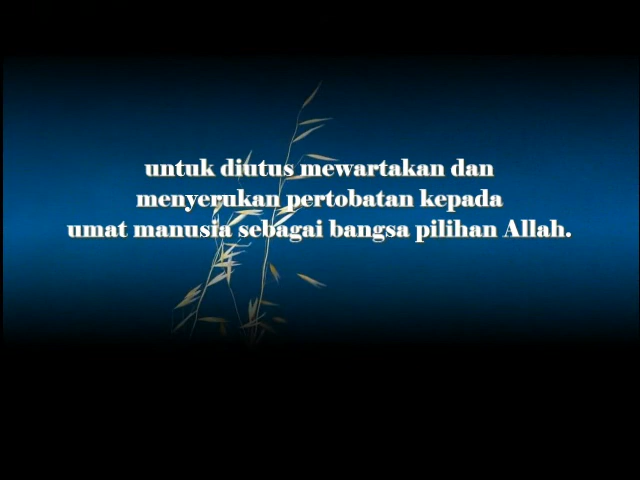 untuk diutus mewartakan dan
menyerukan pertobatan kepada
umat manusia sebagai bangsa pilihan Allah.